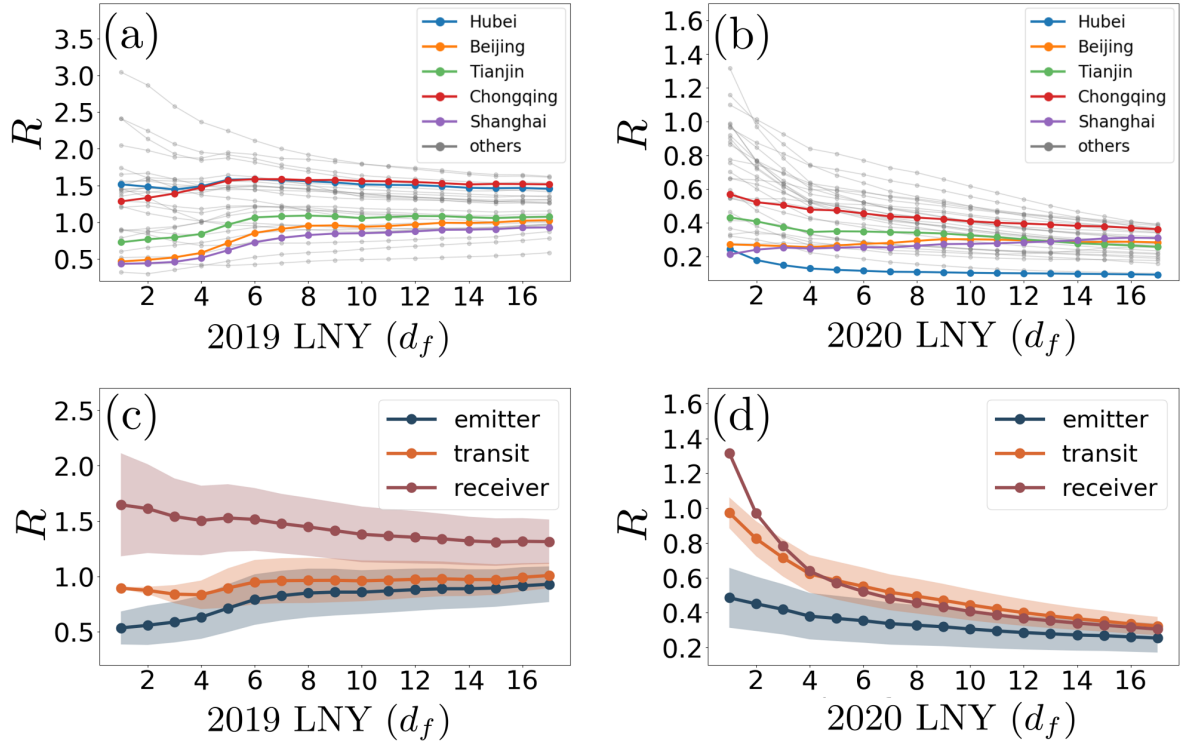 (a)
Hubei
Beijing
Tianjin
Chongqing
Shanghai
others
3.5
3.0
2.5
2.0
1.5
1.0
0.5
R
2 4 6 8 10 12 14 16
2019 LNY (d_f)
(b)
Hubei
Beijing
Tianjin
Chongqing
Shanghai
others
1.6
1.4
1.2
1.0
0.8
0.6
0.4
0.2
R
2 4 6 8 10 12 14 16
2020 LNY (d_f)
(c)
emitter
transit
receiver
2.5
2.0
1.5
1.0
0.5
R
2 4 6 8 10 12 14 16
2019 LNY (d_f)
(d)
emitter
transit
receiver
1.6
1.4
1.2
1.0
0.8
0.6
0.4
0.2
R
2 4 6 8 10 12 14 16
2020 LNY (d_f)